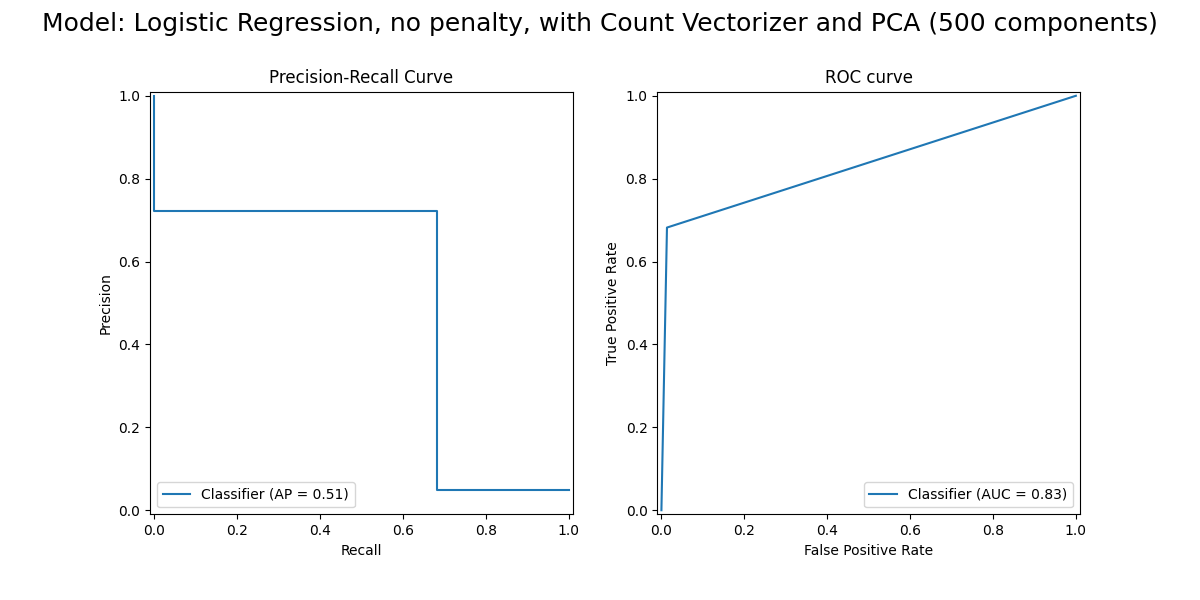 Model: Logistic Regression, no penalty, with Count Vectorizer and PCA (500 components)
Precision-Recall Curve
1.0
0.8
0.6
0.4
0.2
0.0
Precision
Classifier (AP = 0.51)
0.0 0.2 0.4 0.6 0.8 1.0
Recall
ROC curve
1.0
0.8
0.6
0.4
0.2
0.0
True Positive Rate
Classifier (AUC = 0.83)
0.0 0.2 0.4 0.6 0.8 1.0
False Positive Rate